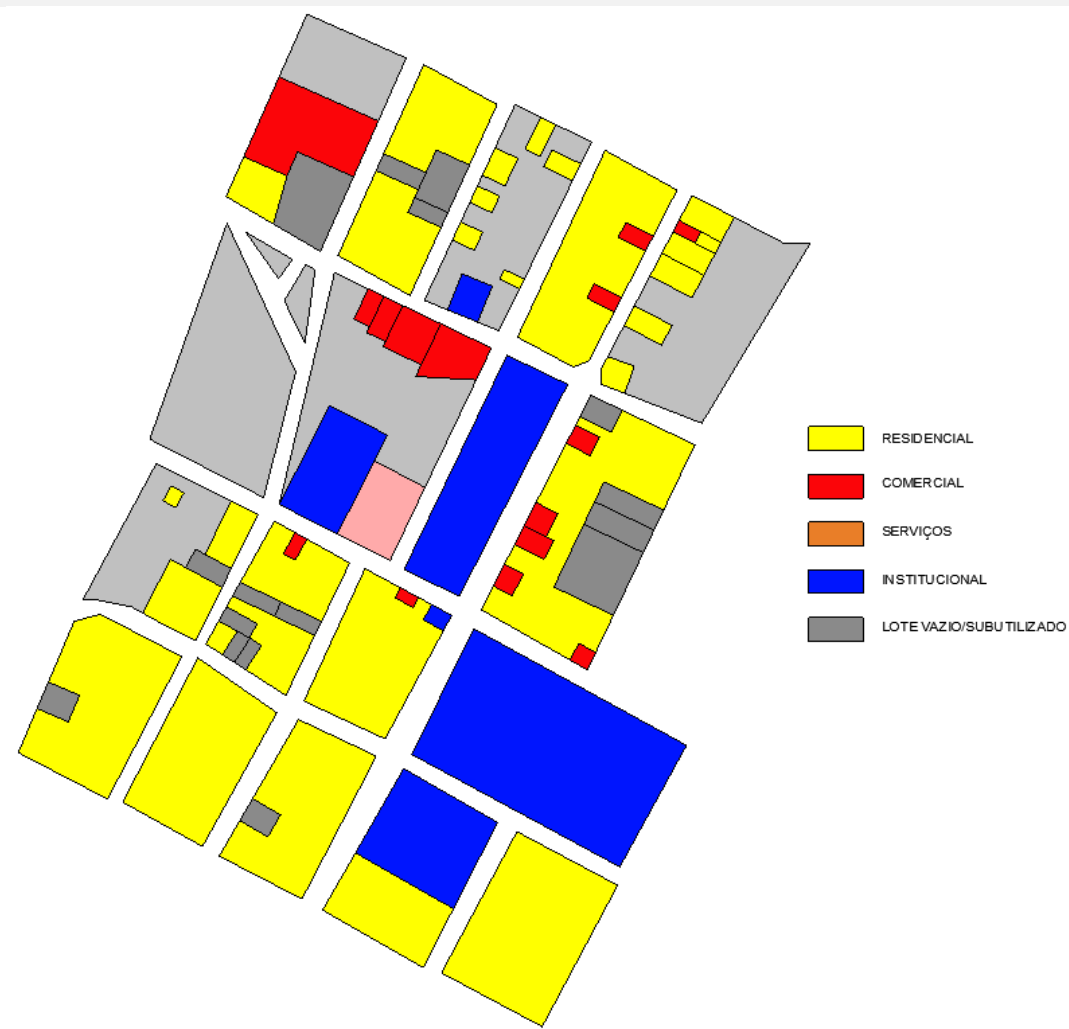 RESIDENCIAL
COMERCIAL
SERVIÇOS
INSTITUCIONAL
LOTE VAZIO/SUBUTILIZADO